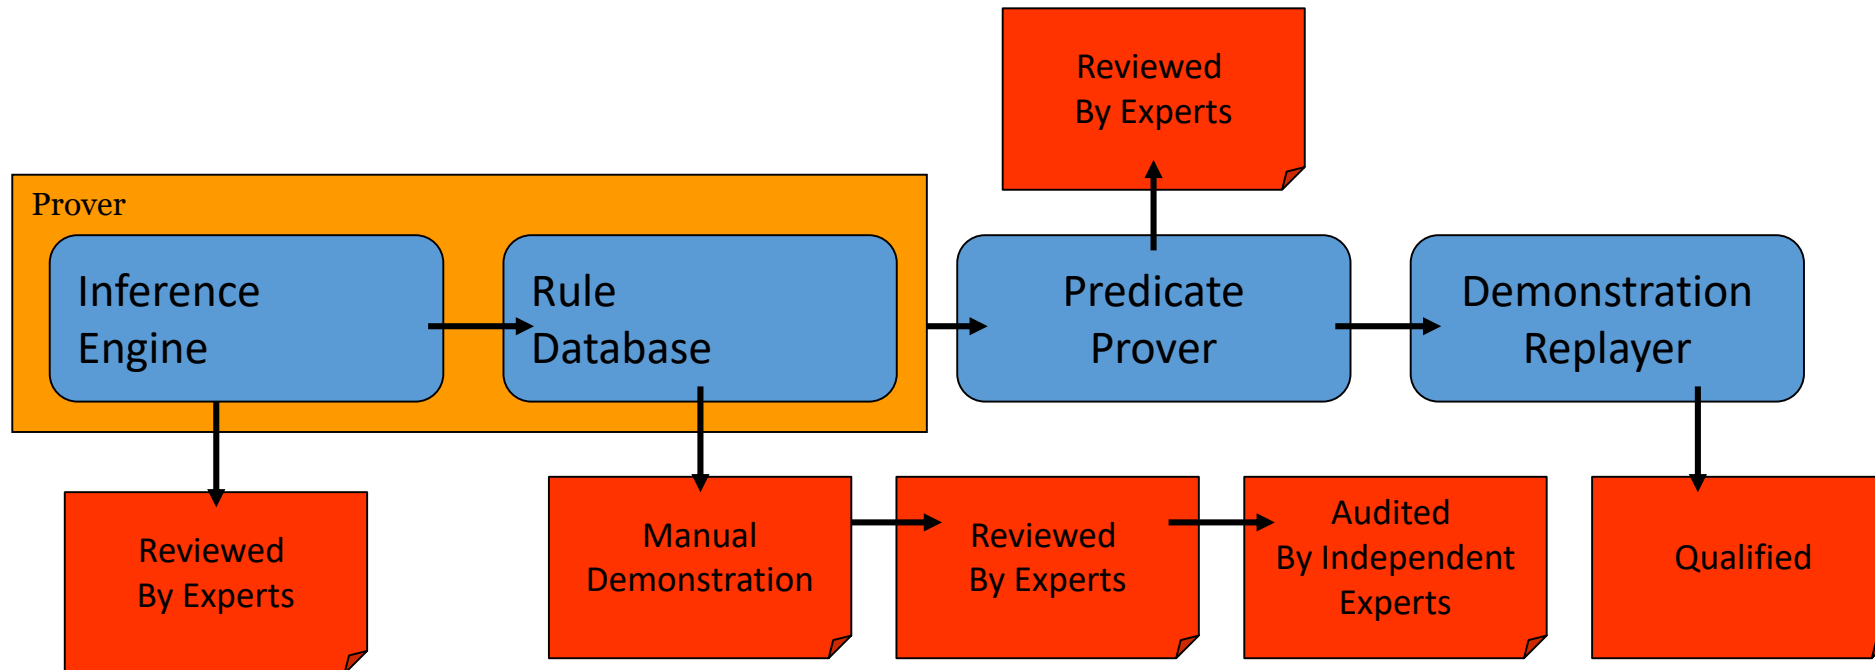 Reviewed
By Experts
Prover
Inference
Engine
Rule
Database
Predicate
Prover
Demonstration
Replayer
Reviewed
By Experts
Manual
Demonstration
Reviewed
By Experts
Audited
By Independent
Experts
Qualified